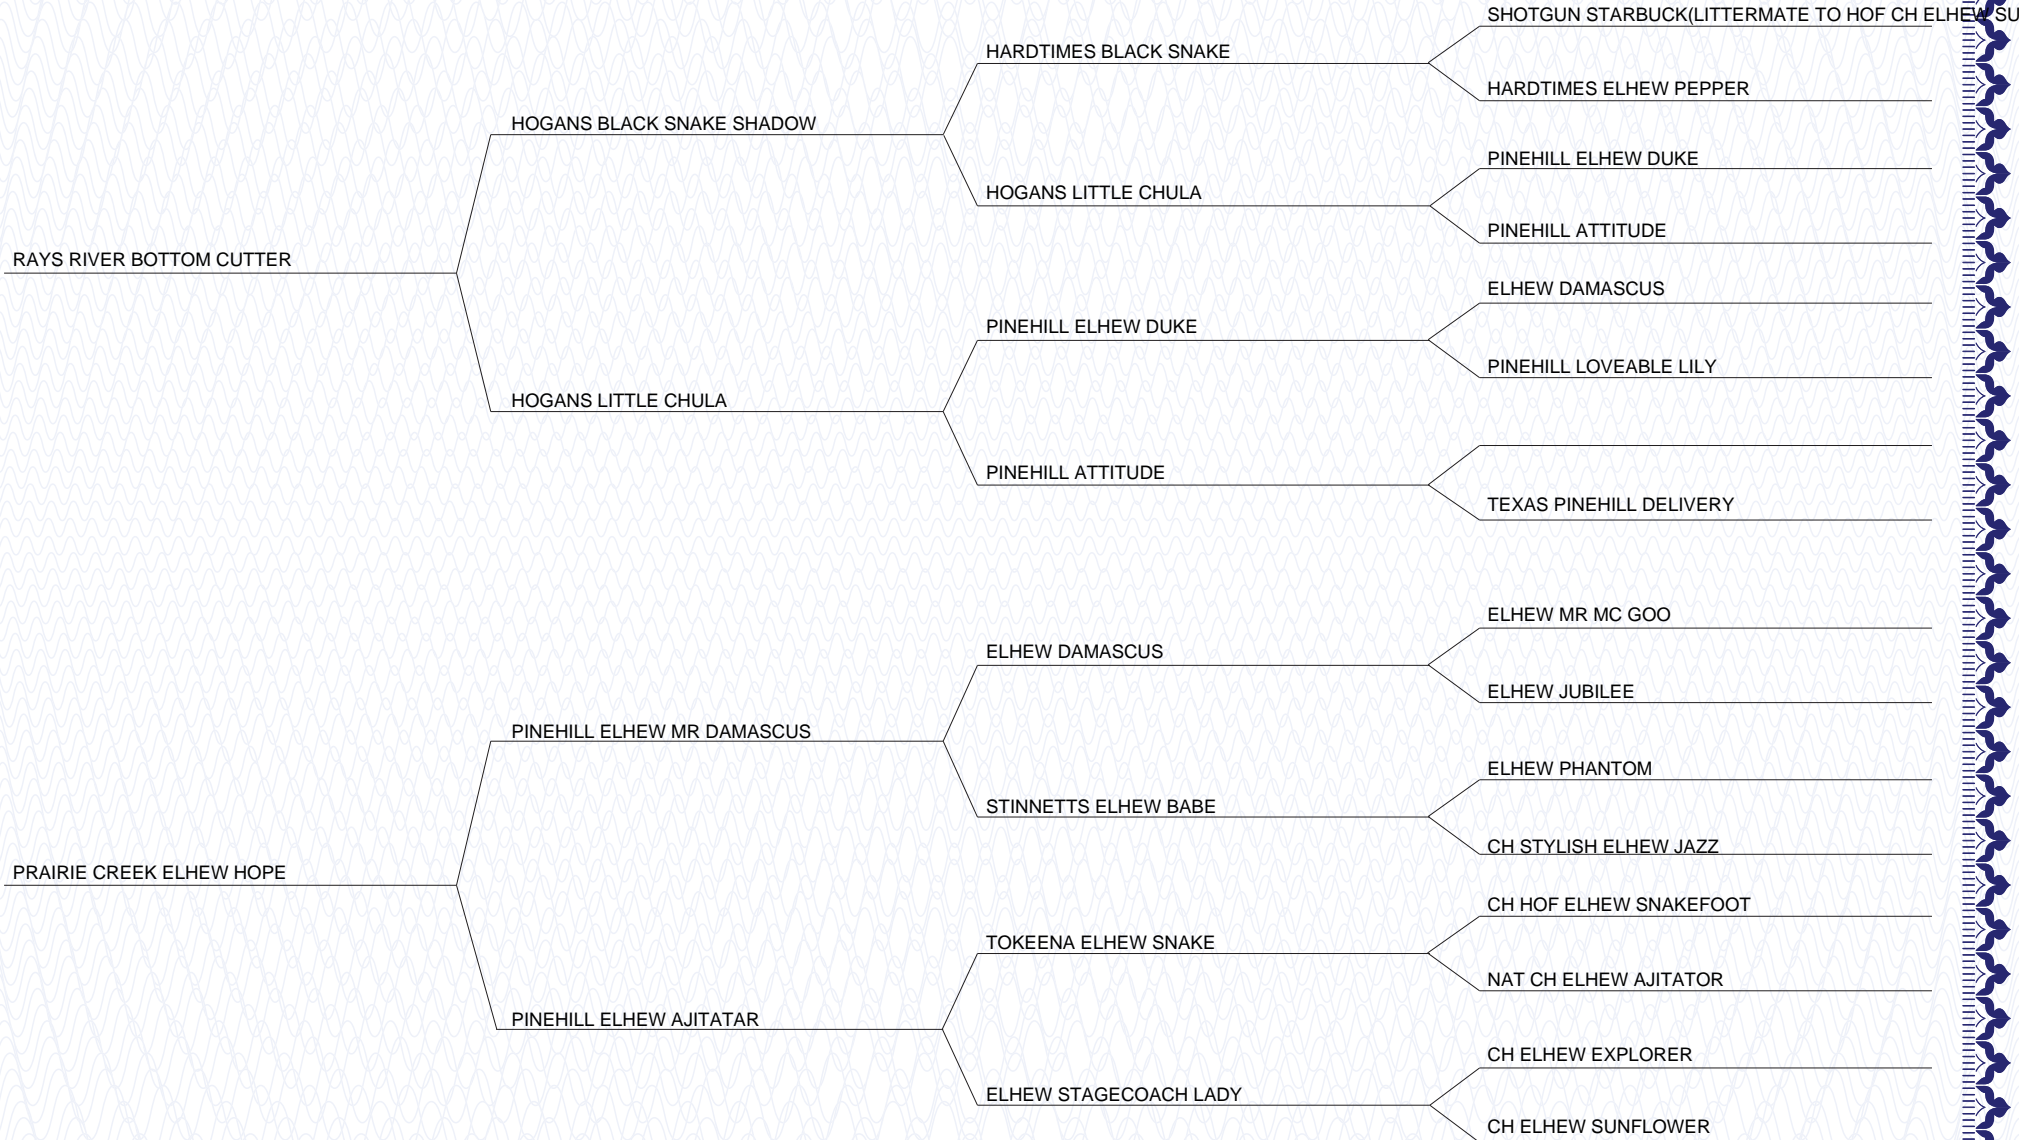 SHOTGUN STARBUCK(LITTERMATE TO HOF CH ELHEW SU
HARDTIMES BLACK SNAKE
HARDTIMES ELHEW PEPPER
HOGANS BLACK SNAKE SHADOW
PINEHILL ELHEW DUKE
HOGANS LITTLE CHULA
PINEHILL ATTITUDE
RAYS RIVER BOTTOM CUTTER
ELHEW DAMASCUS
PINEHILL ELHEW DUKE
PINEHILL LOVEABLE LILY
HOGANS LITTLE CHULA
PINEHILL ATTITUDE
TEXAS PINEHILL DELIVERY
ELHEW MR MC GOO
ELHEW DAMASCUS
ELHEW JUBILEE
PINEHILL ELHEW MR DAMASCUS
ELHEW PHANTOM
STINNETTS ELHEW BABE
CH STYLISH ELHEW JAZZ
PRAIRIE CREEK ELHEW HOPE
CH HOF ELHEW SNAKEFOOT
TOKEENA ELHEW SNAKE
NAT CH ELHEW AJITATOR
PINEHILL ELHEW AJITATAR
CH ELHEW EXPLORER
ELHEW STAGECOACH LADY
CH ELHEW SUNFLOWER